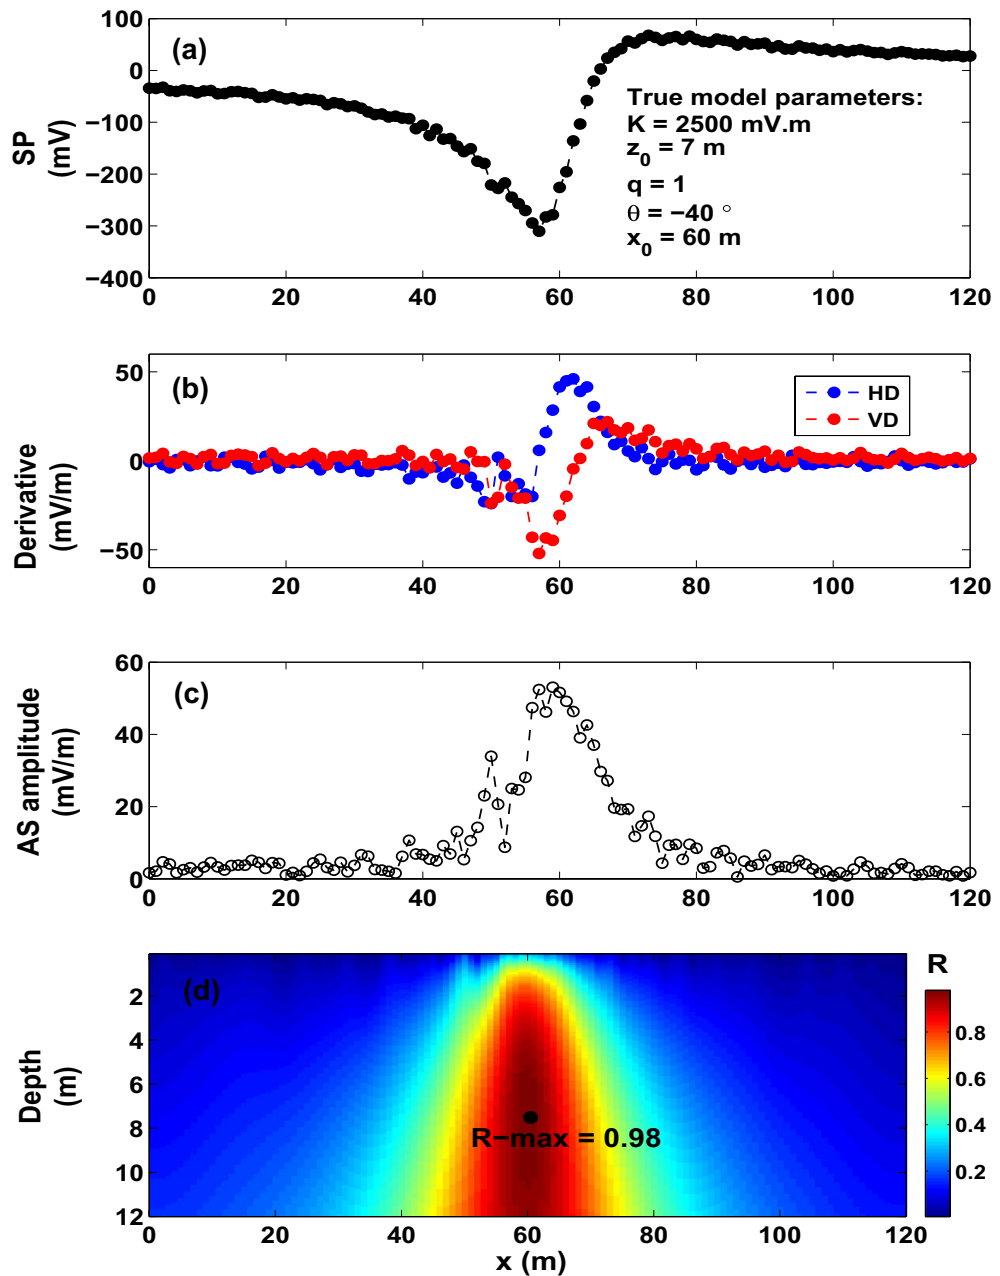 100
0
−100
−200
−300
−400
SP
(mV)
(a)
True model parameters:
K = 2500 mV.m
z0 = 7 m
q = 1
θ = −40 °
x0 = 60 m
0 20 40 60 80 100 120
50
0
−50
Derivative
(mV/m)
(b)
HD
VD
0 20 40 60 80 100 120
60
40
20
0
AS amplitude
(mV/m)
(c)
0 20 40 60 80 100 120
2
4
6
8
10
12
Depth
(m)
(d)
R−max = 0.98
R
0.8
0.6
0.4
0.2
0 20 40 60 80 100 120
x (m)